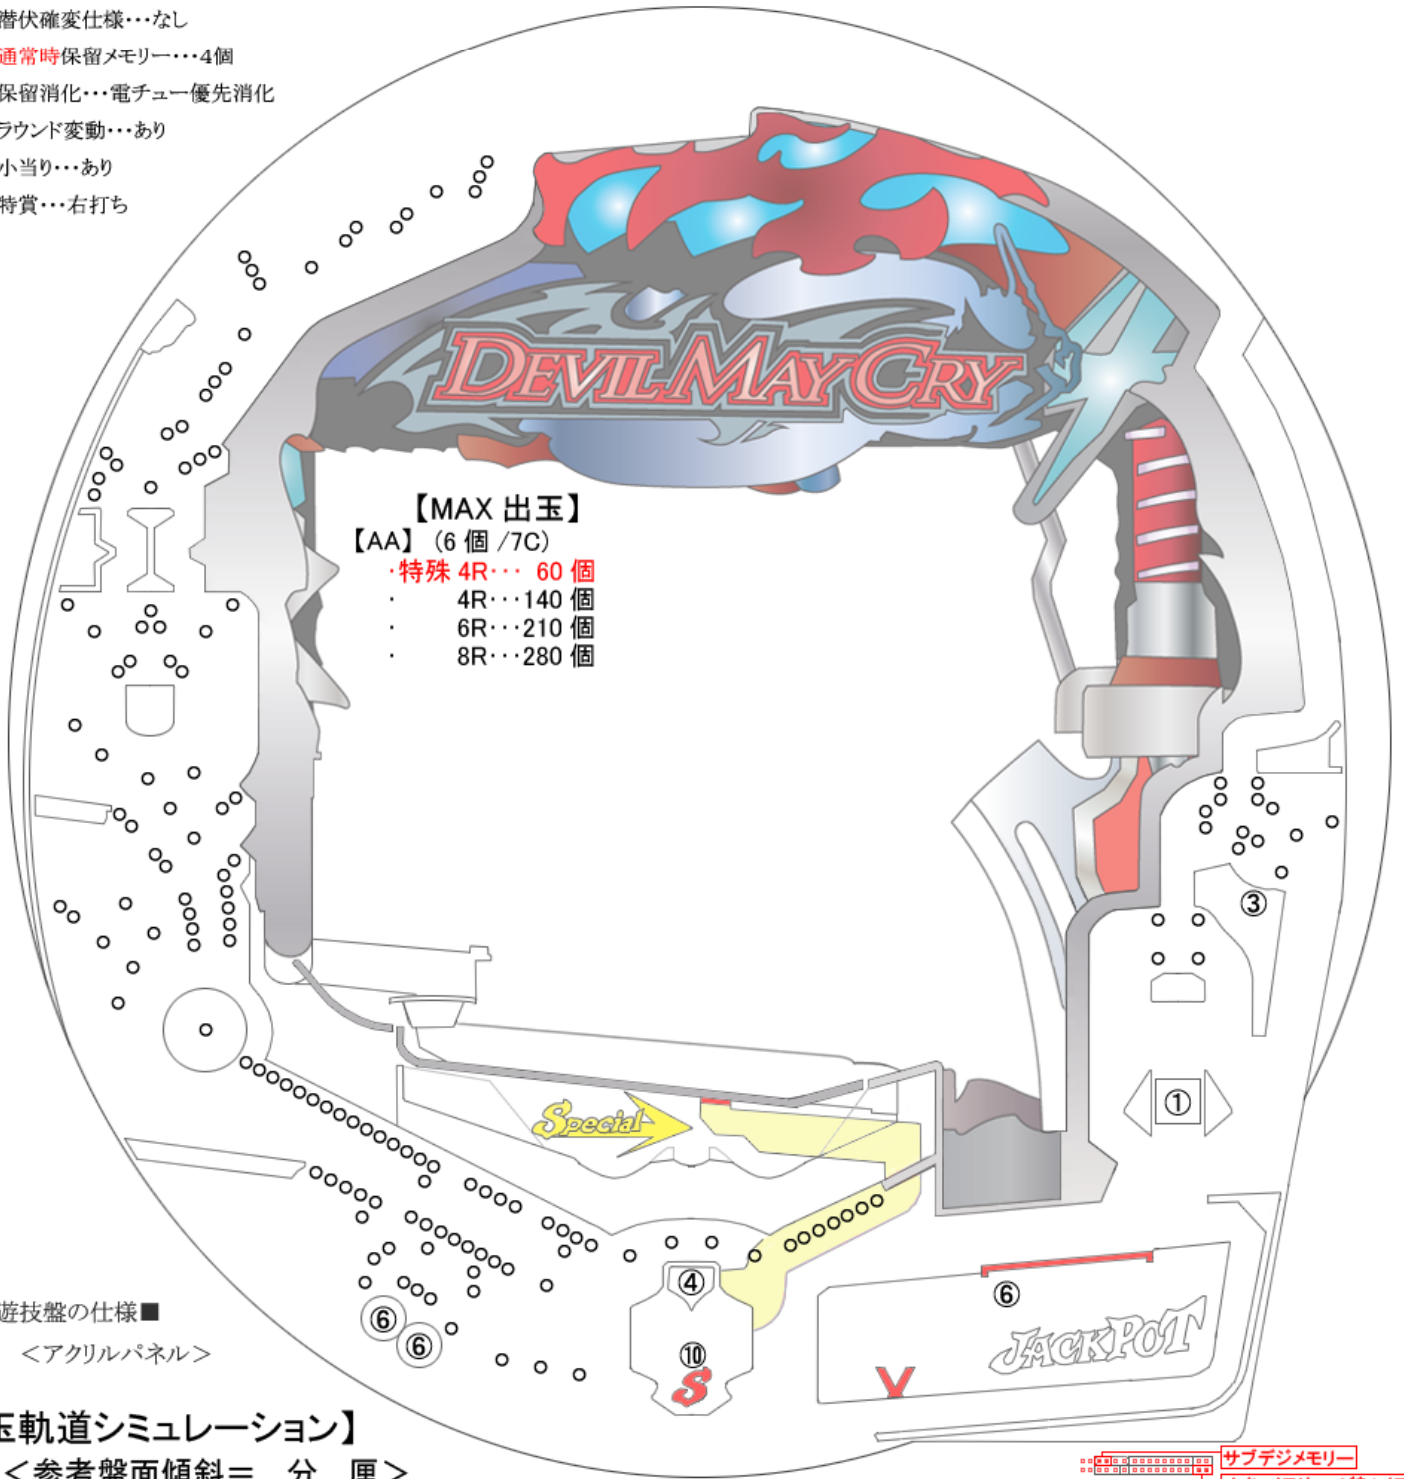 潜伏確変仕様･･･なし
通常時保留メモリー･･･4個
保留消化･･･電チュー優先消化
ラウンド変動･･･あり
小当り･･･あり
特賞･･･右打ち
DEVIL MAY CRY
4
【MAX 出玉】
【AA】 (6 個 /7C)
･特殊 4R･･･ 60 個
･ 4R･･･140 個
･ 6R･･･210 個
･ 8R･･･280 個
③
①
Special
④
⑥
⑥
⑥
⑩
S
V
JACKPOT
遊技盤の仕様■
＜アクリルパネル＞
玉軌道シミュレーション】
＜参考盤面傾斜＝ 分 厘＞
サブデジメモリー